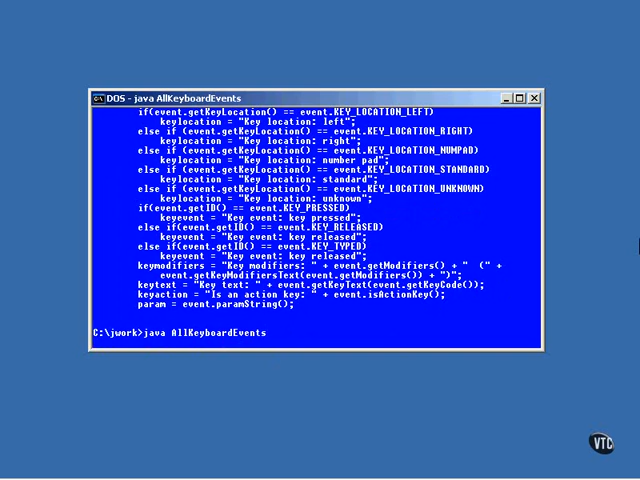 DOS - java AllKeyboardEvents
if(event.getKeyLocation() == event.KEY_LOCATION_LEFT)
keylocation = "Key location: left";
else if (event.getKeyLocation() == event.KEY_LOCATION_RIGHT)
keylocation = "Key location: right";
else if (event.getKeyLocation() == event.KEY_LOCATION_NUMPAD)
keylocation = "Key location: number pad";
else if (event.getKeyLocation() == event.KEY_LOCATION_STANDARD)
keylocation = "Key location: standard";
else if (event.getKeyLocation() == event.KEY_LOCATION_UNKNOWN)
keylocation = "Key location: unknown";
if(event.getID() == event.KEY_PRESSED)
keyevent = "Key event: key pressed";
else if(event.getID() == event.KEY_RELEASED)
keyevent = "Key event: key released";
else if(event.getID() == event.KEY_TYPED)
keyevent = "Key event: key released";
keymodifiers = "Key modifiers: " + event.getModifiers() + " (" +
event.getKeyModifiersText(event.getModifiers()) + ")";
keytext = "Key text: " + event.getKeyText(event.getKeyCode());
keyaction = "Is an action key: " + event.isActionKey();
param = event.paramString();
C:\jwork>java AllKeyboardEvents
VTC